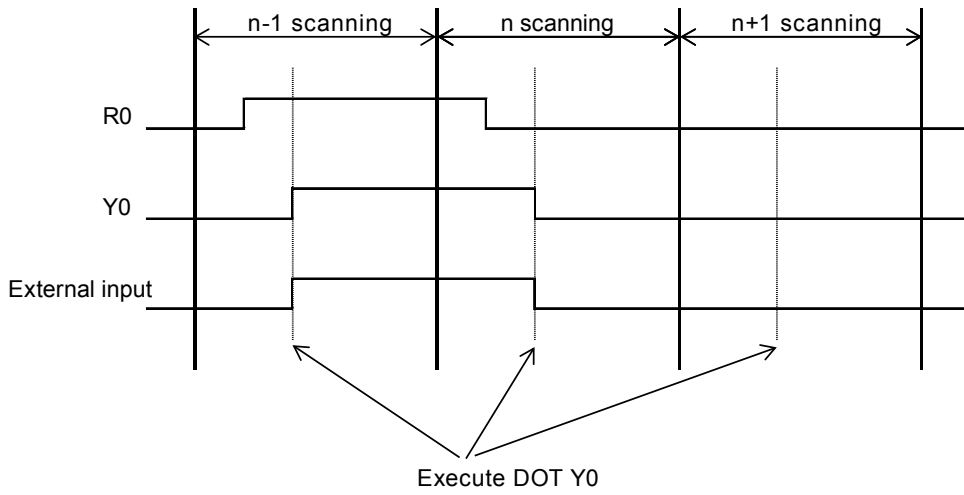 n-1 scanning
n scanning
n+1 scanning
R0
Y0
External input
Execute DOT Y0